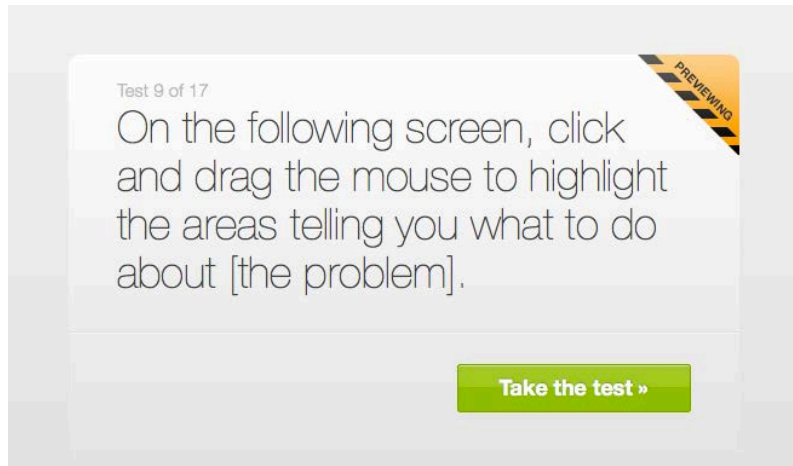 Test 9 of 17
PREVIEWING
On the following screen, click
and drag the mouse to highlight
the areas telling you what to do
about [the problem].
Take the test »